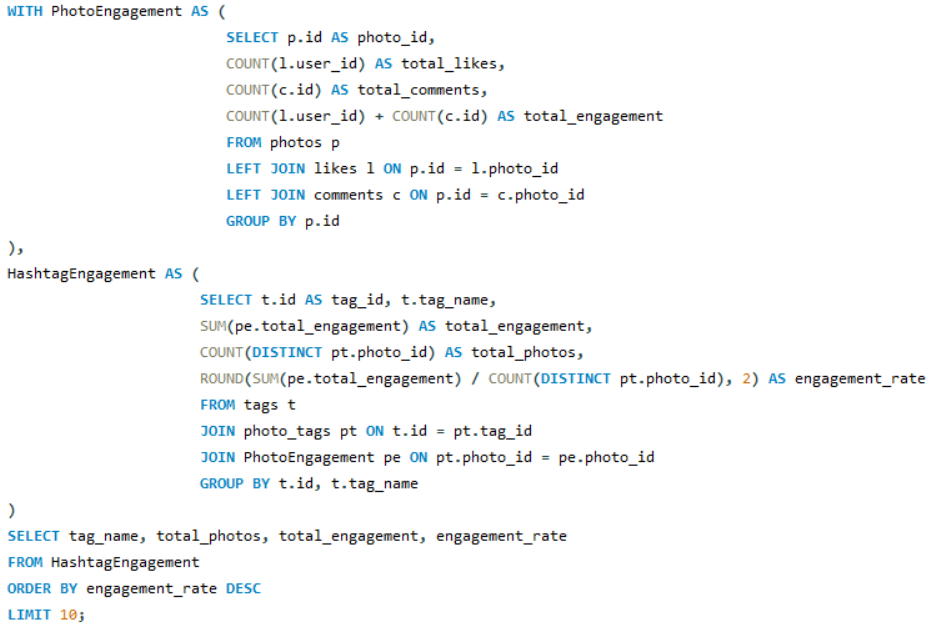 WITH PhotoEngagement AS (
SELECT p.id AS photo_id,
COUNT(l.user_id) AS total_likes,
COUNT(c.id) AS total_comments,
COUNT(l.user_id) + COUNT(c.id) AS total_engagement
FROM photos p
LEFT JOIN likes l ON p.id = l.photo_id
LEFT JOIN comments c ON p.id = c.photo_id
GROUP BY p.id
),
HashtagEngagement AS (
SELECT t.id AS tag_id, t.tag_name,
SUM(pe.total_engagement) AS total_engagement,
COUNT(DISTINCT pt.photo_id) AS total_photos,
ROUND(SUM(pe.total_engagement) / COUNT(DISTINCT pt.photo_id), 2) AS engagement_rate
FROM tags t
JOIN photo_tags pt ON t.id = pt.tag_id
JOIN PhotoEngagement pe ON pt.photo_id = pe.photo_id
GROUP BY t.id, t.tag_name
)
SELECT tag_name, total_photos, total_engagement, engagement_rate
FROM HashtagEngagement
ORDER BY engagement_rate DESC
LIMIT 10;